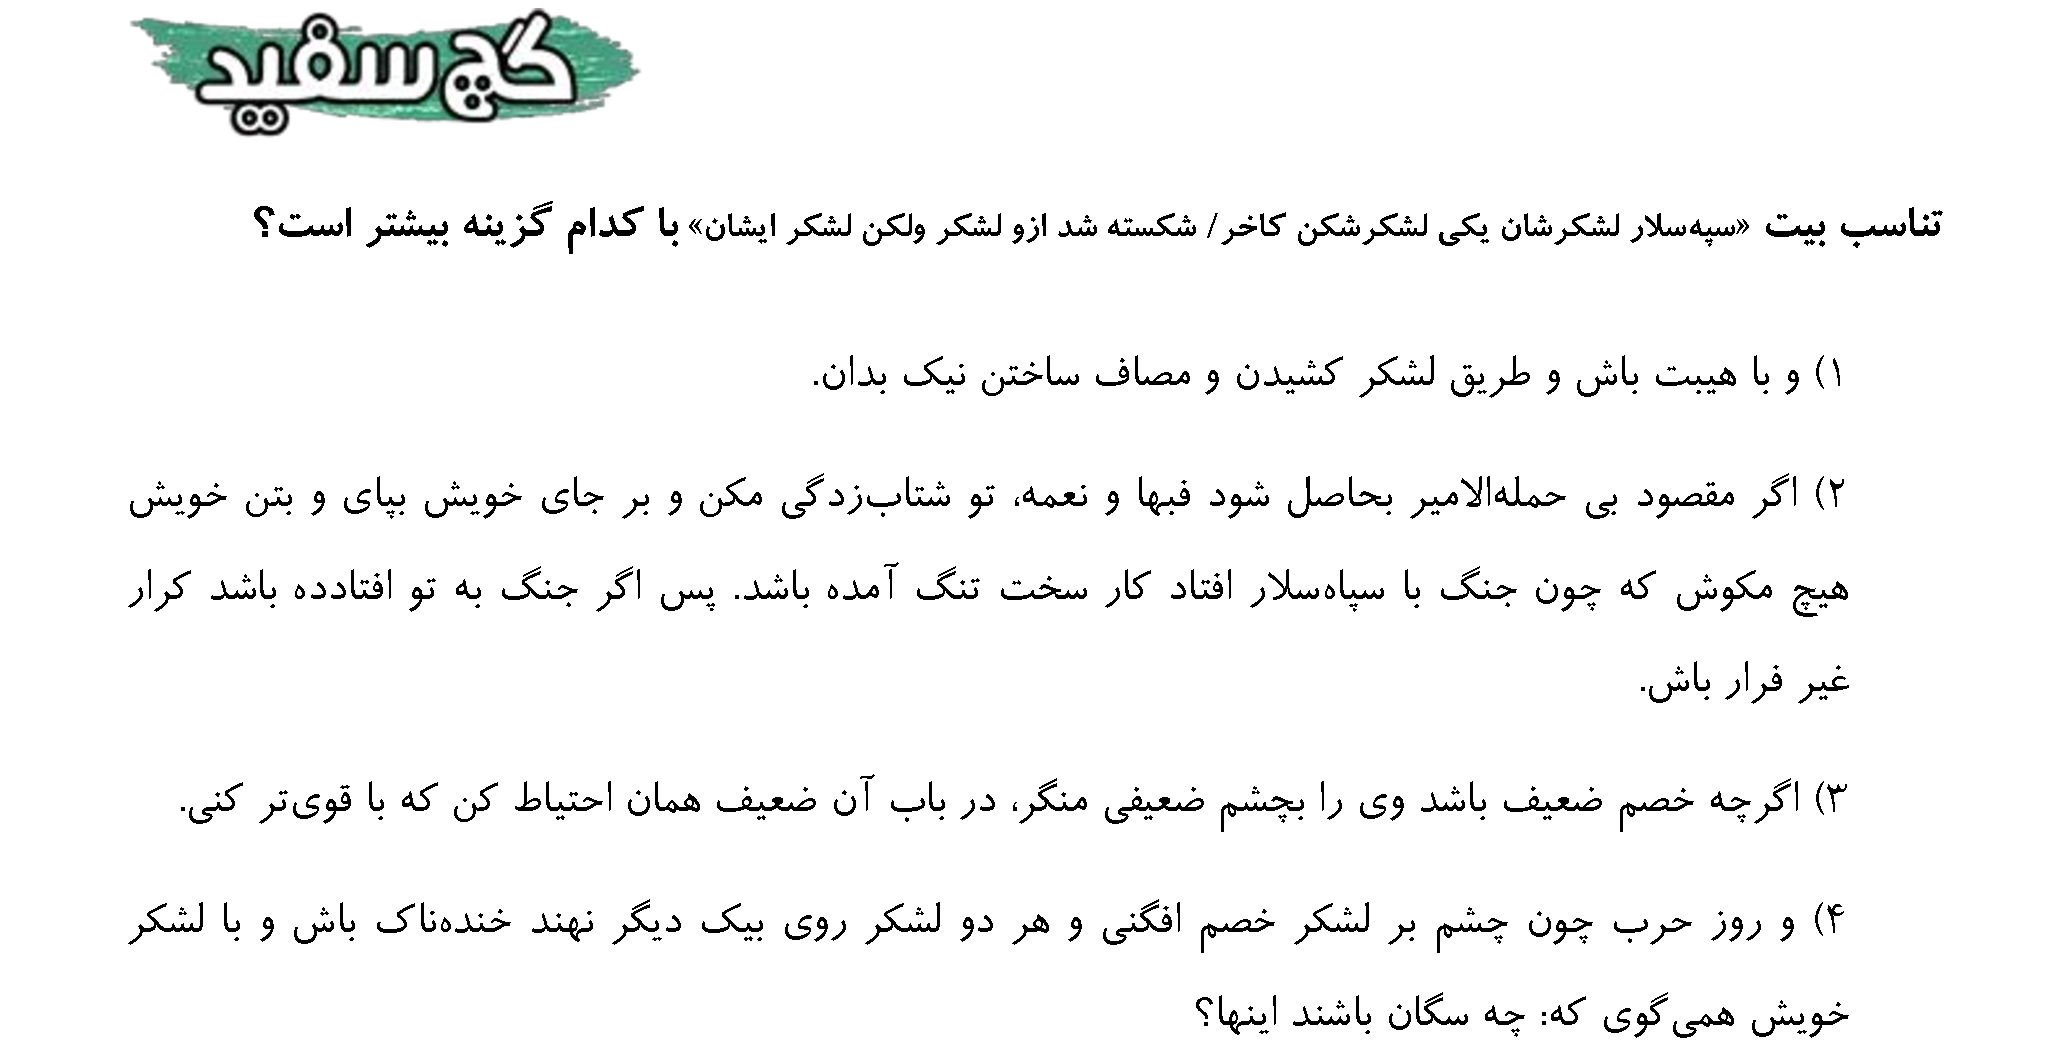 گچ سفید
تناسب بیت «سپه‌سلار لشکرشان یکی لشکرشکن کاخر/ شکسته شد ازو لشکر ولکن لشکر ایشان» با کدام گزینه بیشتر است؟
۱) و با هیبت باش و طریق لشکر کشیدن و مصاف ساختن نیک بدان.
۲) اگر مقصود بی حمله‌الامیر بحاصل شود فبها و نعمه، تو شتاب‌زدگی مکن و بر جای خویش بپای و بتن خویش
هیچ مکوش که چون جنگ با سپاه‌سلار افتاد کار سخت تنگ آمده باشد. پس اگر جنگ به تو افتادده باشد کرار
غیر فرار باش.
۳) اگرچه خصم ضعیف باشد وی را بچشم ضعیفی منگر، در باب آن ضعیف همان احتیاط کن که با قوی‌تر کنی.
۴) و روز حرب چون چشم بر لشکر خصم افگنی و هر دو لشکر روی بیک دیگر نهند خنده‌ناک باش و با لشکر
خویش همی‌گوی که: چه سگان باشند اینها؟